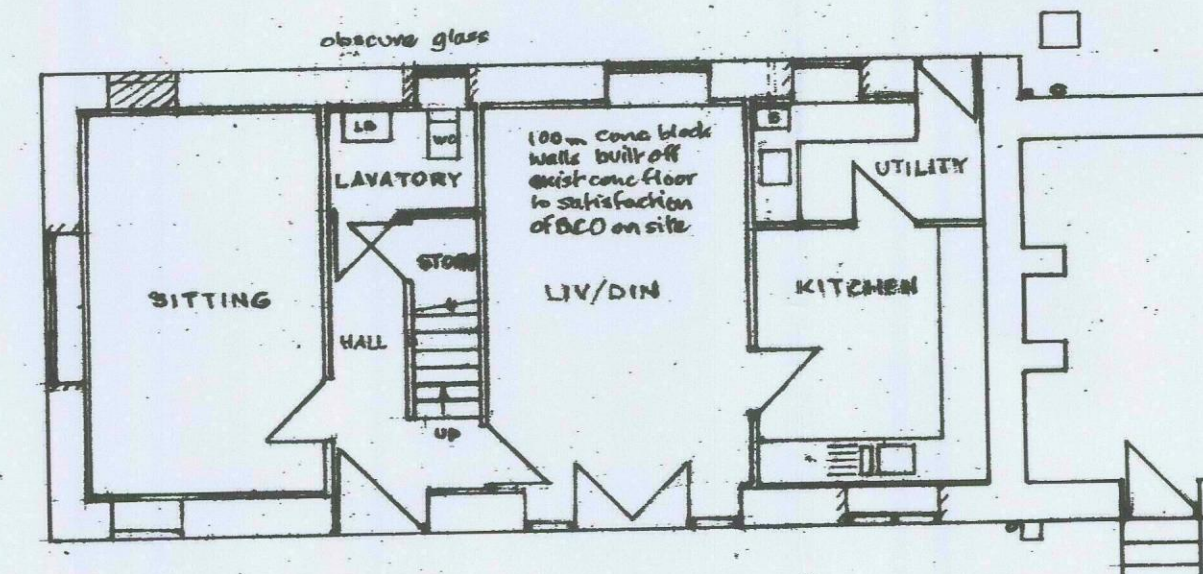 obscure glass
LB
WC
LAVATORY
100m conc block
walls built off
exist conc floor
to satisfaction
of BCO on site
B
UTILITY
STORE
SITTING
LIV/DIN
KITCHEN
HALL
UP